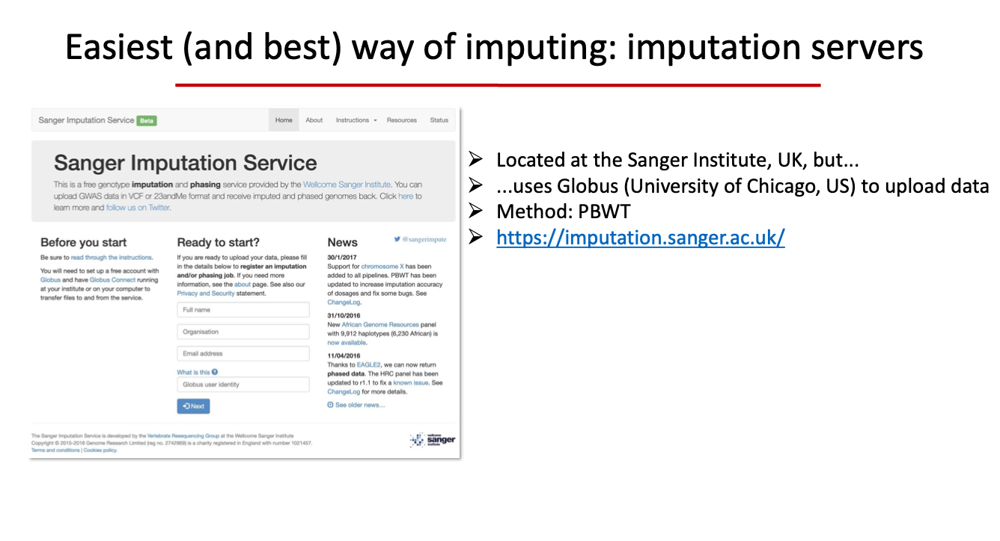 Easiest (and best) way of imputing: imputation servers
Sanger Imputation Service Beta
Home About Instructions Resources Status
Sanger Imputation Service
This is a free genotype imputation and phasing service provided by the Wellcome Sanger Institute. You can
upload GWAS data in VCF or 23andMe format and receive imputed and phased genomes back. Click here to
learn more and follow us on Twitter.
Before you start
Be sure to read through the instructions.
You will need to set up a free account with
Globus and have Globus Connect running
at your institute or on your computer to
transfer files to and from the service.
Ready to start?
If you are ready to upload your data, please fill
in the details below to register an imputation
and/or phasing job. If you need more
information, see the about page. See also our
Privacy and Security statement.
Full name
Organisation
Email address
What is this
Globus user identity
Next
News
@sangerimpute
30/1/2017
Support for chromosome X has been
added to all pipelines. PBWT has been
updated to increase imputation accuracy
of dosages and fix some bugs. See
ChangeLog.
31/10/2016
New African Genome Resources panel
with 9,912 haplotypes (6,230 African) is
now available.
11/04/2016
Thanks to EAGLE2, we can now return
phased data. The HRC panel has been
updated to r1.1 to fix a known issue. See
ChangeLog for more details.
See older news...
The Sanger Imputation Service is developed by the Vertebrate Resequencing Group at the Wellcome Sanger Institute
Copyright © 2015-2018 Genome Research Limited (reg no. 2742969) is a charity registered in England with number 1021457.
Terms and conditions | Cookies policy.
wellcome
sanger
institute
➢ Located at the Sanger Institute, UK, but...
➢ ...uses Globus (University of Chicago, US) to upload data
➢ Method: PBWT
➢ https://imputation.sanger.ac.uk/